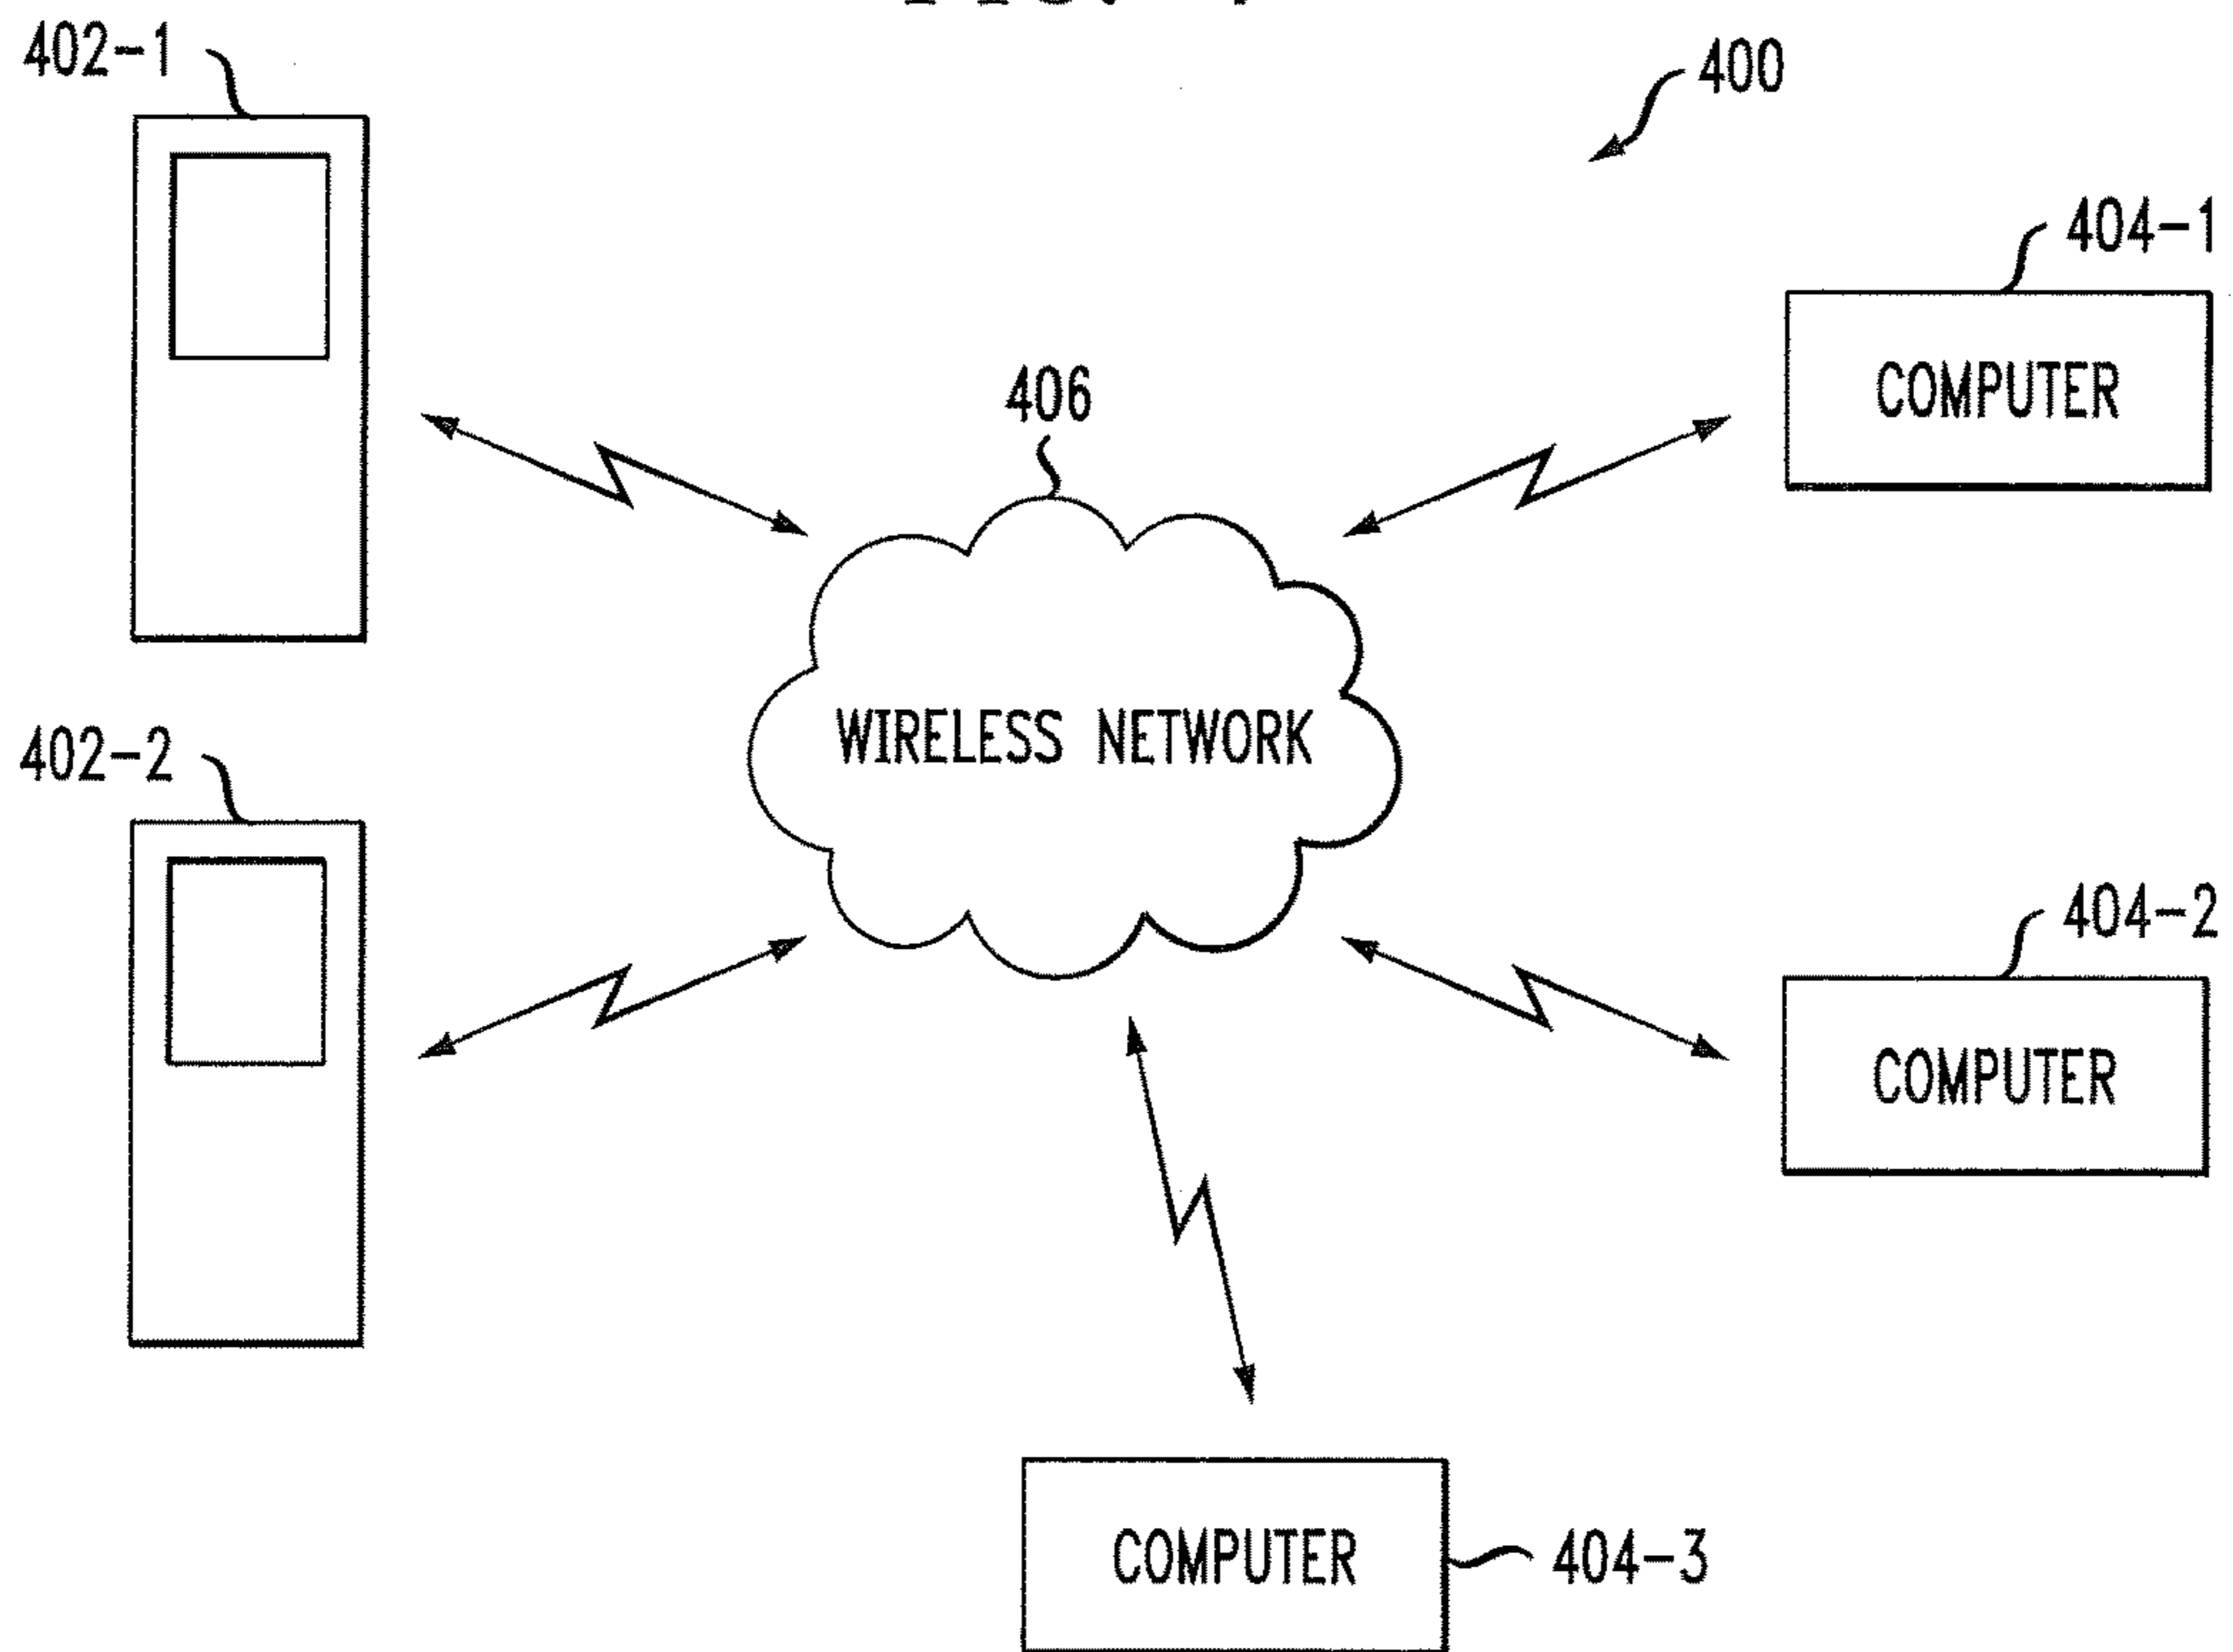 402-1
400
404-1
COMPUTER
406
WIRELESS NETWORK
402-2
404-2
COMPUTER
COMPUTER
404-3